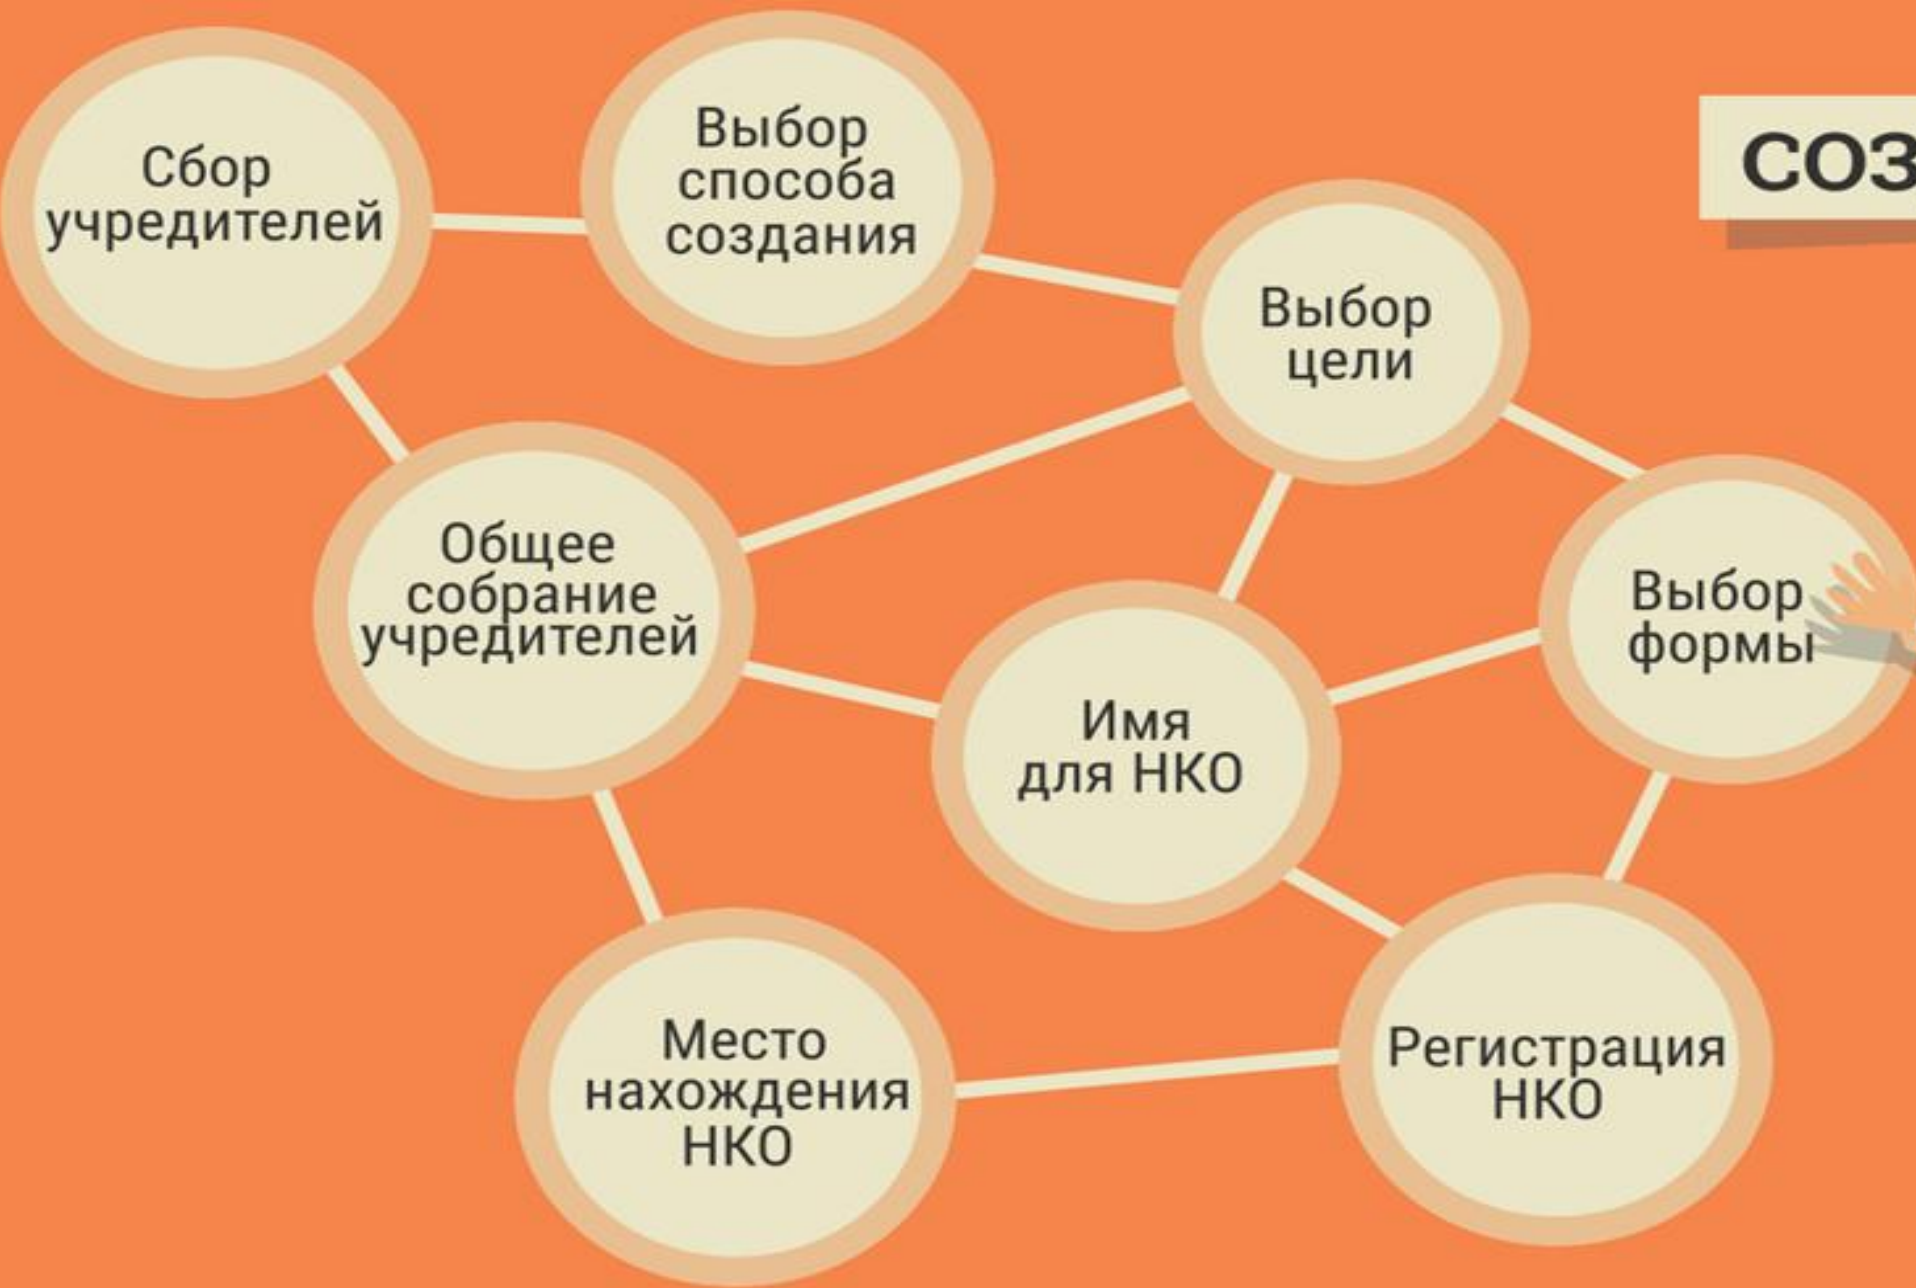 Сбор
учредителей
Выбор
способа
создания
Выбор
цели
Общее
собрание
учредителей
Выбор
формы
Имя
для НКО
Место
нахождения
НКО
Регистрация
НКО